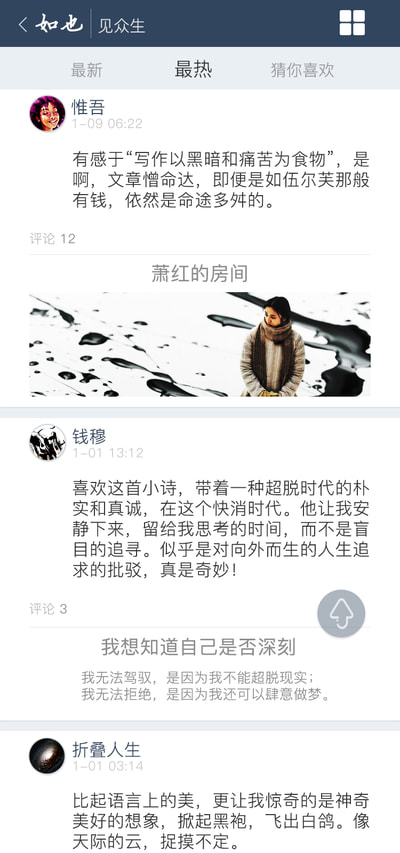 如也 见众生
最新 最热 猜你喜欢
惟吾
1-09 06:22
有感于“写作以黑暗和痛苦为食物”，是
啊，文章憎命达，即便是如伍尔芙那般
有钱，依然是命途多舛的。
评论 12
萧红的房间
钱穆
1-01 13:12
喜欢这首小诗，带着一种超脱时代的朴
实和真诚，在这个快消时代。他让我安
静下来，留给我思考的时间，而不是盲
目的追寻。似乎是对向外而生的人生追
求的批驳，真是奇妙！
评论 3
我想知道自己是否深刻
我无法驾驭，是因为我不能超脱现实；
我无法拒绝，是因为我还可以肆意做梦。
折叠人生
1-01 03:14
比起语言上的美，更让我惊奇的是神奇
美好的想象，掀起黑袍，飞出白鸽。像
天际的云，捉摸不定。